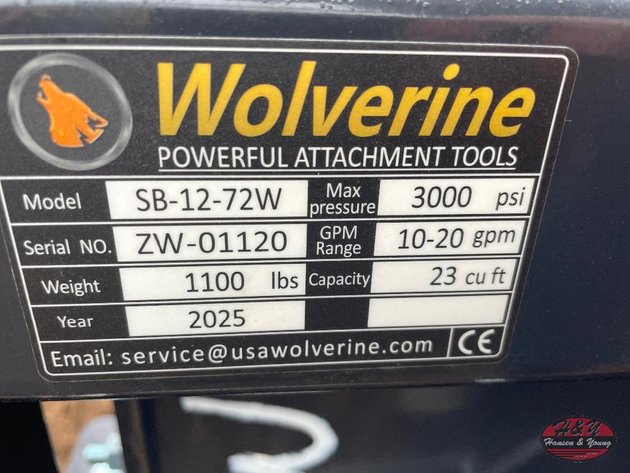 Wolverine
POWERFUL ATTACHMENT TOOLS
Model SB-12-72W Max pressure 3000 psi
Serial NO. ZW-01120 GPM Range 10-20 gpm
Weight 1100 lbs Capacity 23 cu ft
Year 2025
Email: service@usawolverine.com CE
3
H&Y
Hansen & Young